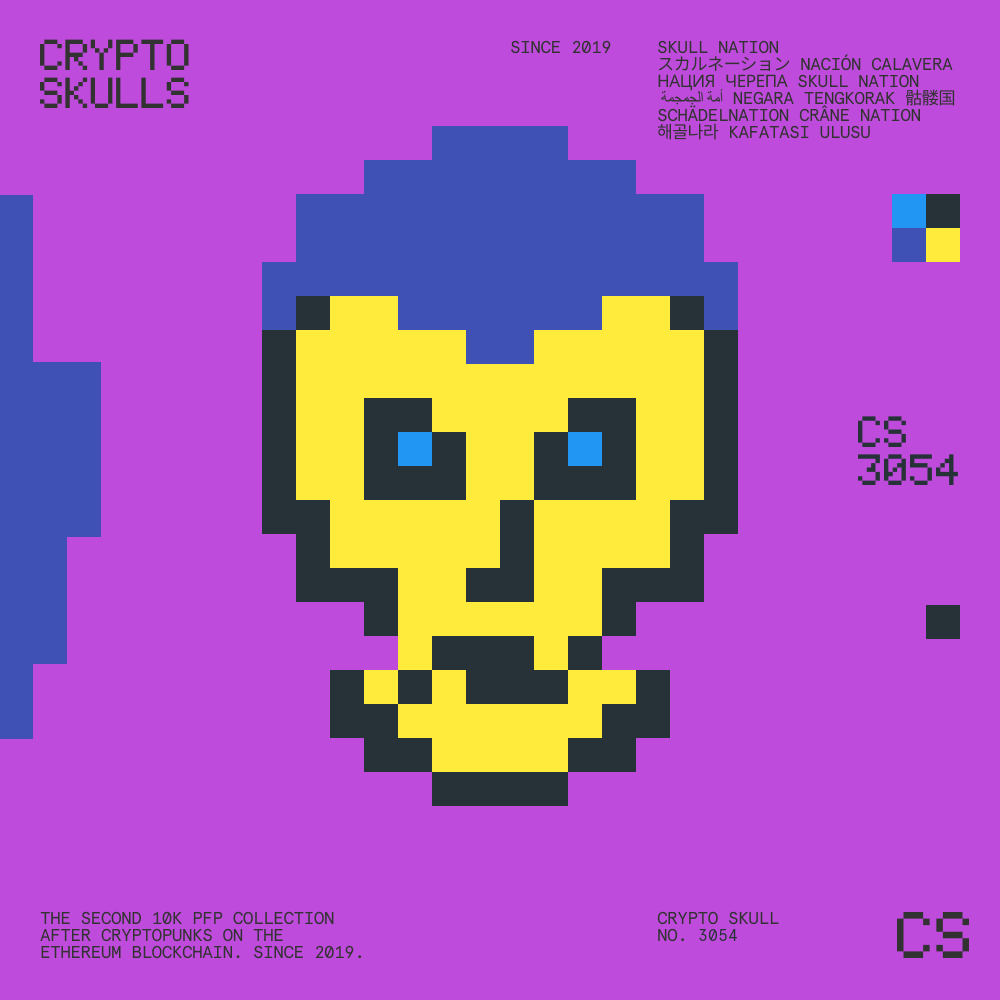 CRYPTO
SKULLS
SINCE 2019
SKULL NATION
スカルネーション NACIÓN CALAVERA
НАЦИЯ ЧЕРЕПА SKULL NATION
أمة الجمجمة NEGARA TENGKORAK 骷髅国
SCHÄDELNATION CRÂNE NATION
해골나라 KAFATASI ULUSU
CS
3054
THE SECOND 10K PFP COLLECTION
AFTER CRYPTOPUNKS ON THE
ETHEREUM BLOCKCHAIN. SINCE 2019.
CRYPTO SKULL
NO. 3054
CS